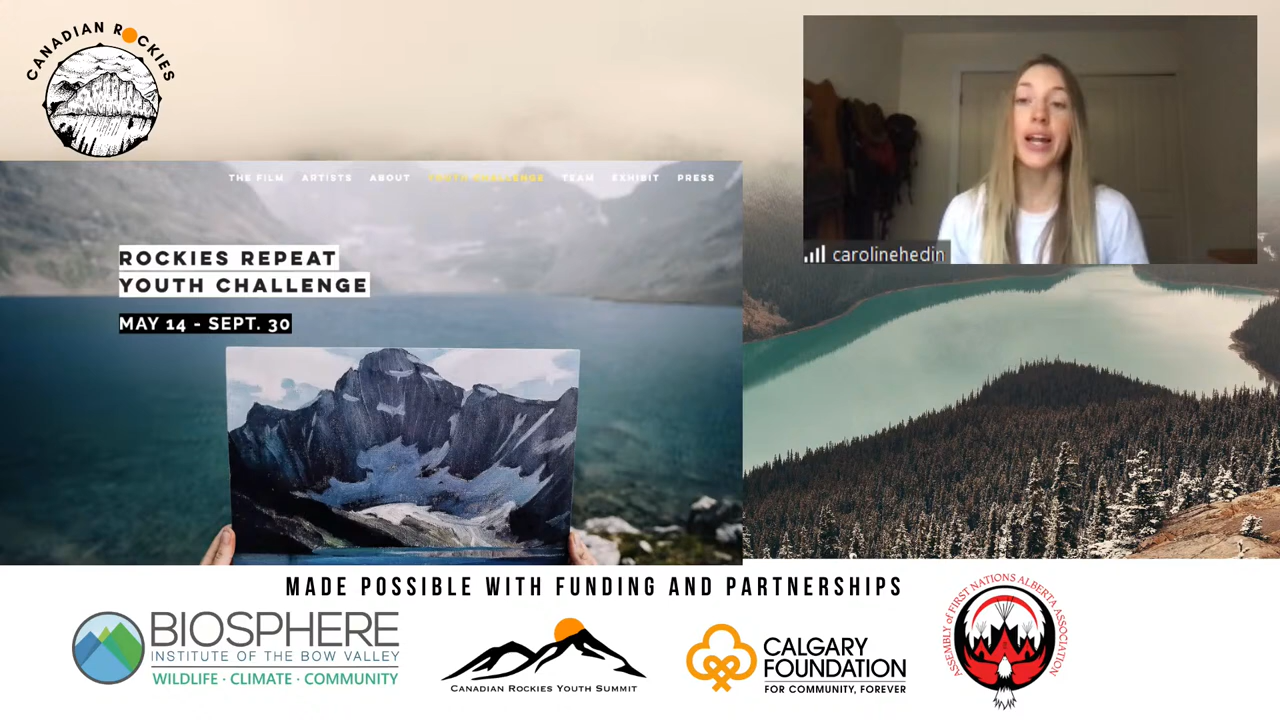 CANADIAN ROCKIES
carolinehedin
THE FILM ARTISTS ABOUT YOUTH CHALLENGE TEAM EXHIBIT PRESS
ROCKIES REPEAT
YOUTH CHALLENGE
MAY 14 - SEPT. 30
MADE POSSIBLE WITH FUNDING AND PARTNERSHIPS
BIOSPHERE
INSTITUTE OF THE BOW VALLEY
WILDLIFE · CLIMATE · COMMUNITY
CANADIAN ROCKIES YOUTH SUMMIT
CALGARY
FOUNDATION
FOR COMMUNITY, FOREVER
ASSEMBLY of FIRST NATIONS ALBERTA ASSOCIATION